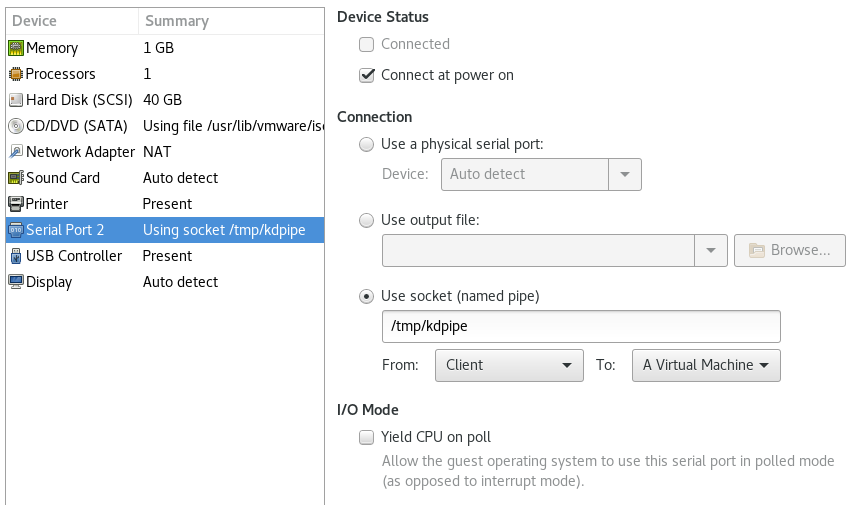 Device Summary
Memory 1 GB
Processors 1
Hard Disk (SCSI) 40 GB
CD/DVD (SATA) Using file /usr/lib/vmware/iso
Network Adapter NAT
Sound Card Auto detect
Printer Present
Serial Port 2 Using socket /tmp/kdpipe
USB Controller Present
Display Auto detect
Device Status
Connected
Connect at power on
Connection
Use a physical serial port:
Device: Auto detect
Use output file:
Browse...
Use socket (named pipe)
/tmp/kdpipe
From: Client To: A Virtual Machine
I/O Mode
Yield CPU on poll
Allow the guest operating system to use this serial port in polled mode
(as opposed to interrupt mode).